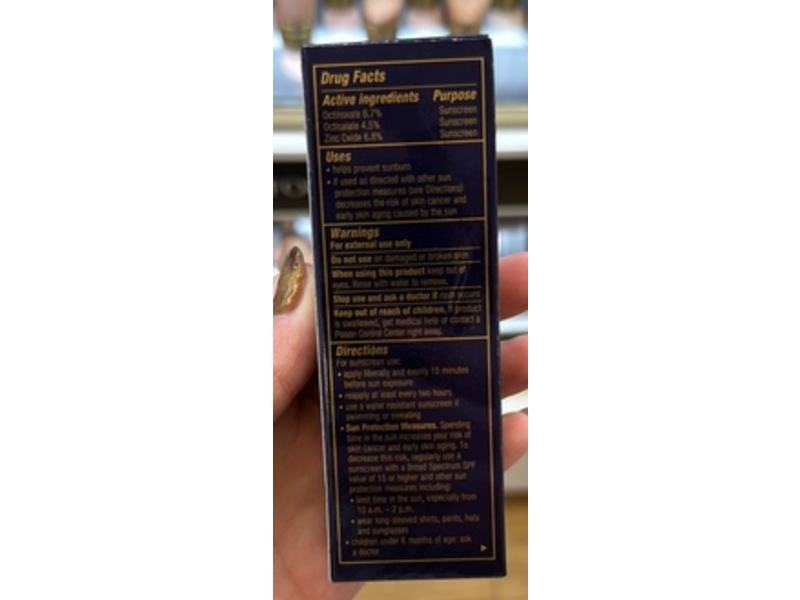 Drug Facts
Active ingredients Purpose
Octinoxate 6.7% Sunscreen
Octisalate 4.5% Sunscreen
Zinc Oxide 6.8% Sunscreen
Uses
• helps prevent sunburn
• if used as directed with other sun
protection measures (see Directions)
decreases the risk of skin cancer and
early skin aging caused by the sun
Warnings
For external use only
Do not use on damaged or broken skin
When using this product keep out of
eyes. Rinse with water to remove.
Stop use and ask a doctor if rash occurs
Keep out of reach of children. If product
is swallowed, get medical help or contact a
Poison Control Center right away.
Directions
For sunscreen use:
• apply liberally and evenly 15 minutes
before sun exposure
• reapply at least every two hours
• use a water resistant sunscreen if
swimming or sweating
• Sun Protection Measures. Spending
time in the sun increases your risk of
skin cancer and early skin aging. To
decrease this risk, regularly use a
sunscreen with a Broad Spectrum SPF
value of 15 or higher and other sun
protection measures including:
• limit time in the sun, especially from
10 a.m. – 2 p.m.
• wear long-sleeved shirts, pants, hats
and sunglasses
• children under 6 months of age: ask
a doctor